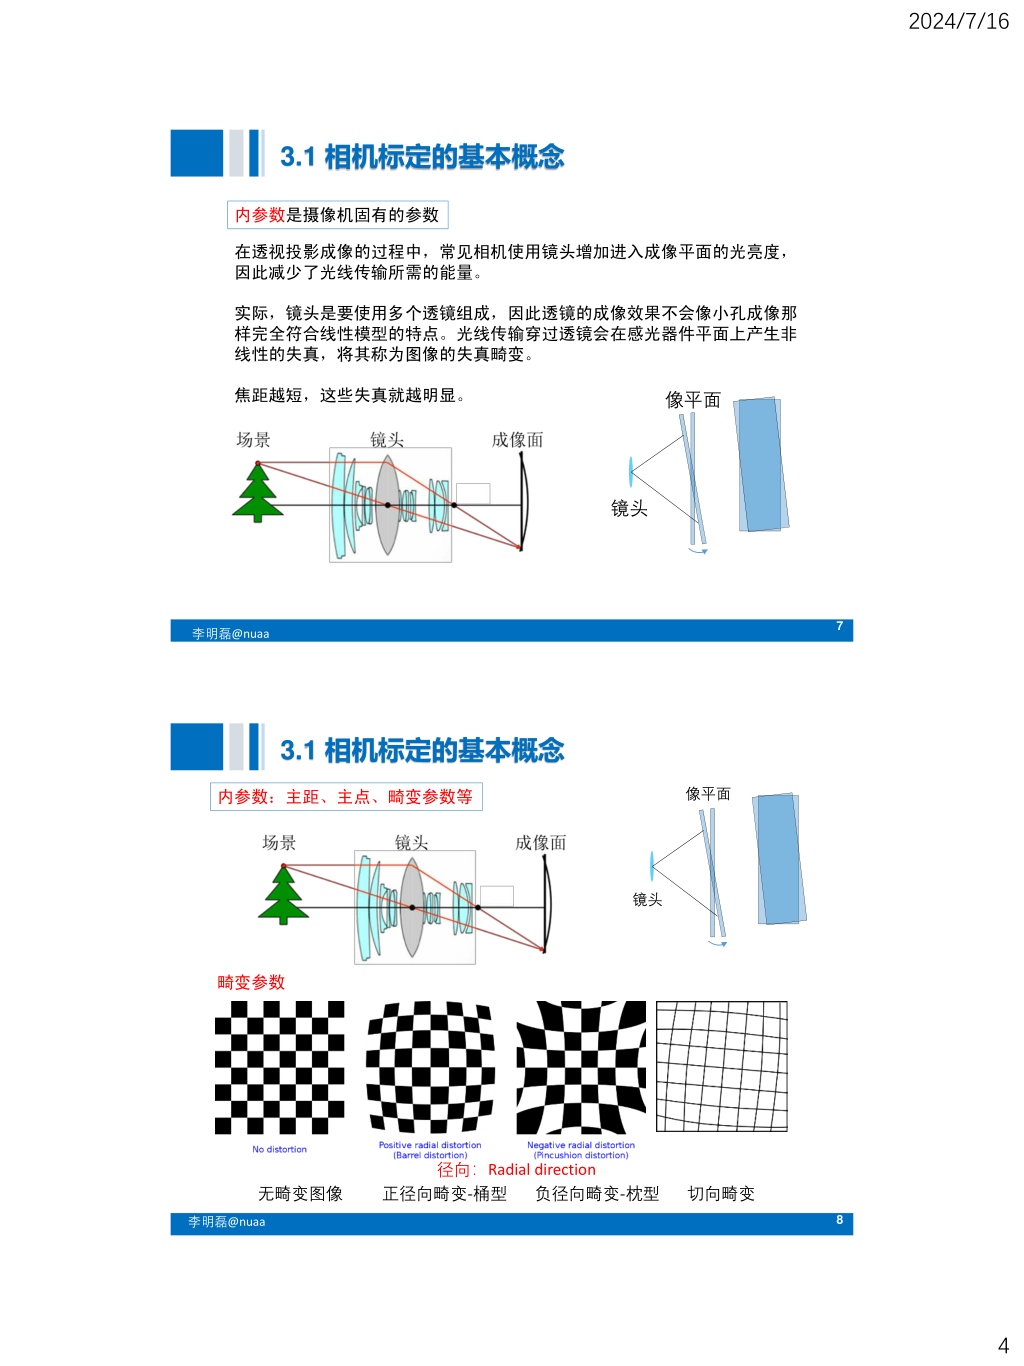 2024/7/16
3.1 相机标定的基本概念
内参数是摄像机固有的参数
在透视投影成像的过程中，常见相机使用镜头增加进入成像平面的光亮度，
因此减少了光线传输所需的能量。
实际，镜头是要使用多个透镜组成，因此透镜的成像效果不会像小孔成像那
样完全符合线性模型的特点。光线传输穿过透镜会在感光器件平面上产生非
线性的失真，将其称为图像的失真畸变。
焦距越短，这些失真就越明显。
场景
镜头
成像面
像平面
镜头
李明磊@nuaa
7
3.1 相机标定的基本概念
内参数：主距、主点、畸变参数等
场景
镜头
成像面
像平面
镜头
畸变参数
No distortion
Positive radial distortion
(Barrel distortion)
Negative radial distortion
(Pincushion distortion)
径向：Radial direction
无畸变图像
正径向畸变-桶型
负径向畸变-枕型
切向畸变
李明磊@nuaa
8
4